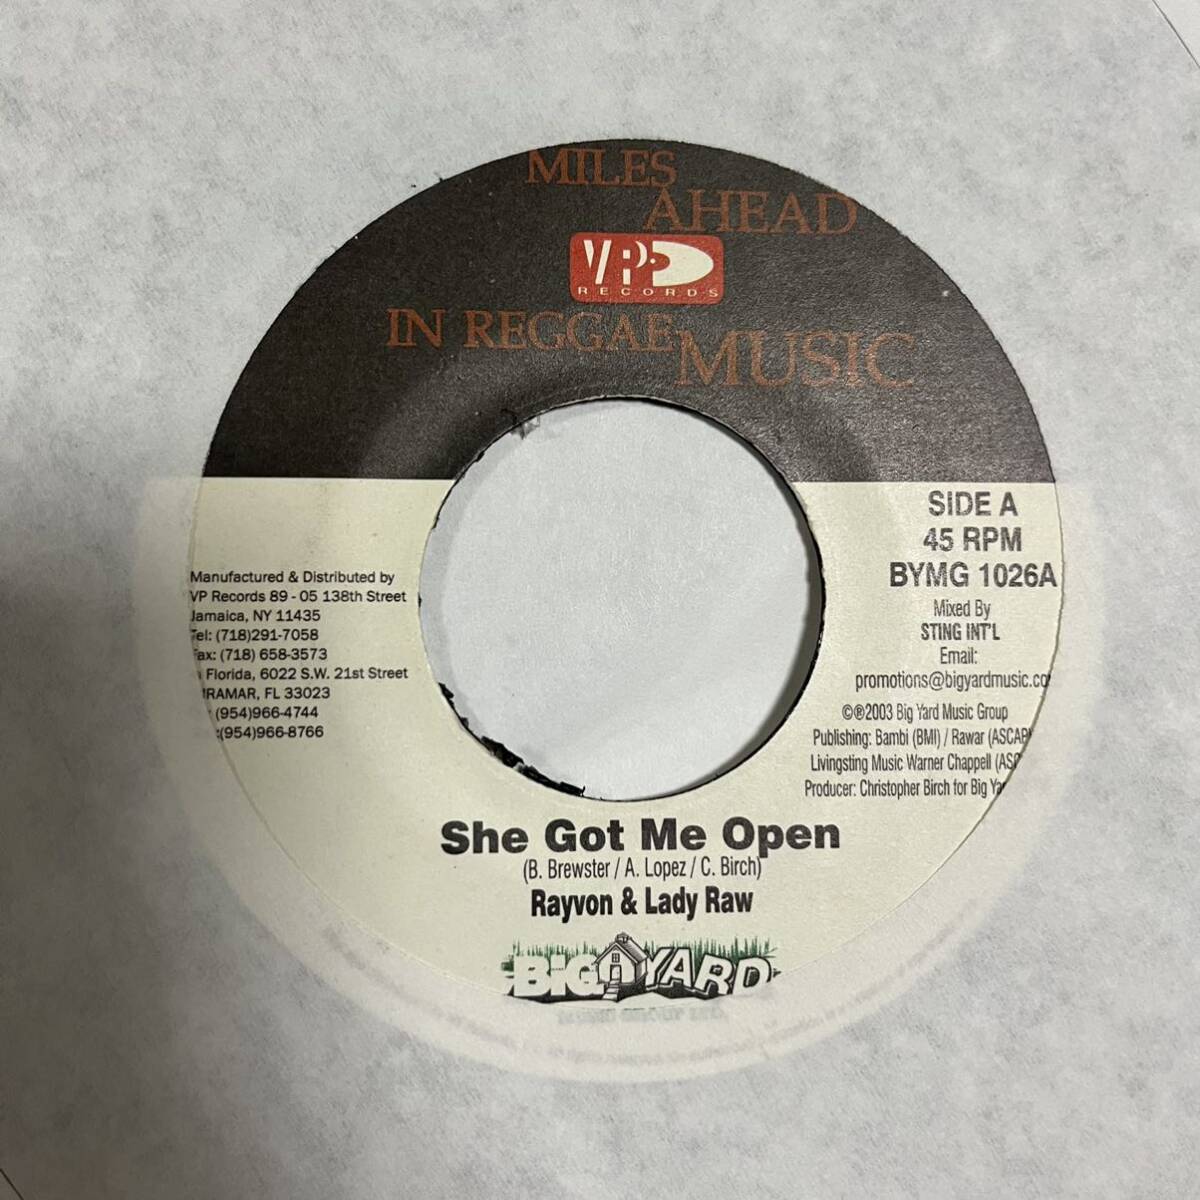 MILES
AHEAD
VP
RECORDS
IN REGGAE
MUSIC
SIDE A
45 RPM
BYMG 1026A
Mixed By
STING INT'L
Email:
promotions@bigyardmusic.co
©℗2003 Big Yard Music Group
Publishing: Bambi (BMI) / Rawar (ASCAP)
Livingsting Music Warner Chappell (ASC
Producer: Christopher Birch for Big Ya
Manufactured & Distributed by
VP Records 89 - 05 138th Street
Jamaica, NY 11435
Tel: (718)291-7058
Fax: (718) 658-3573
Florida, 6022 S.W. 21st Street
IRAMAR, FL 33023
(954)966-4744
:(954)966-8766
She Got Me Open
(B. Brewster / A. Lopez / C. Birch)
Rayvon & Lady Raw
BiG YARD